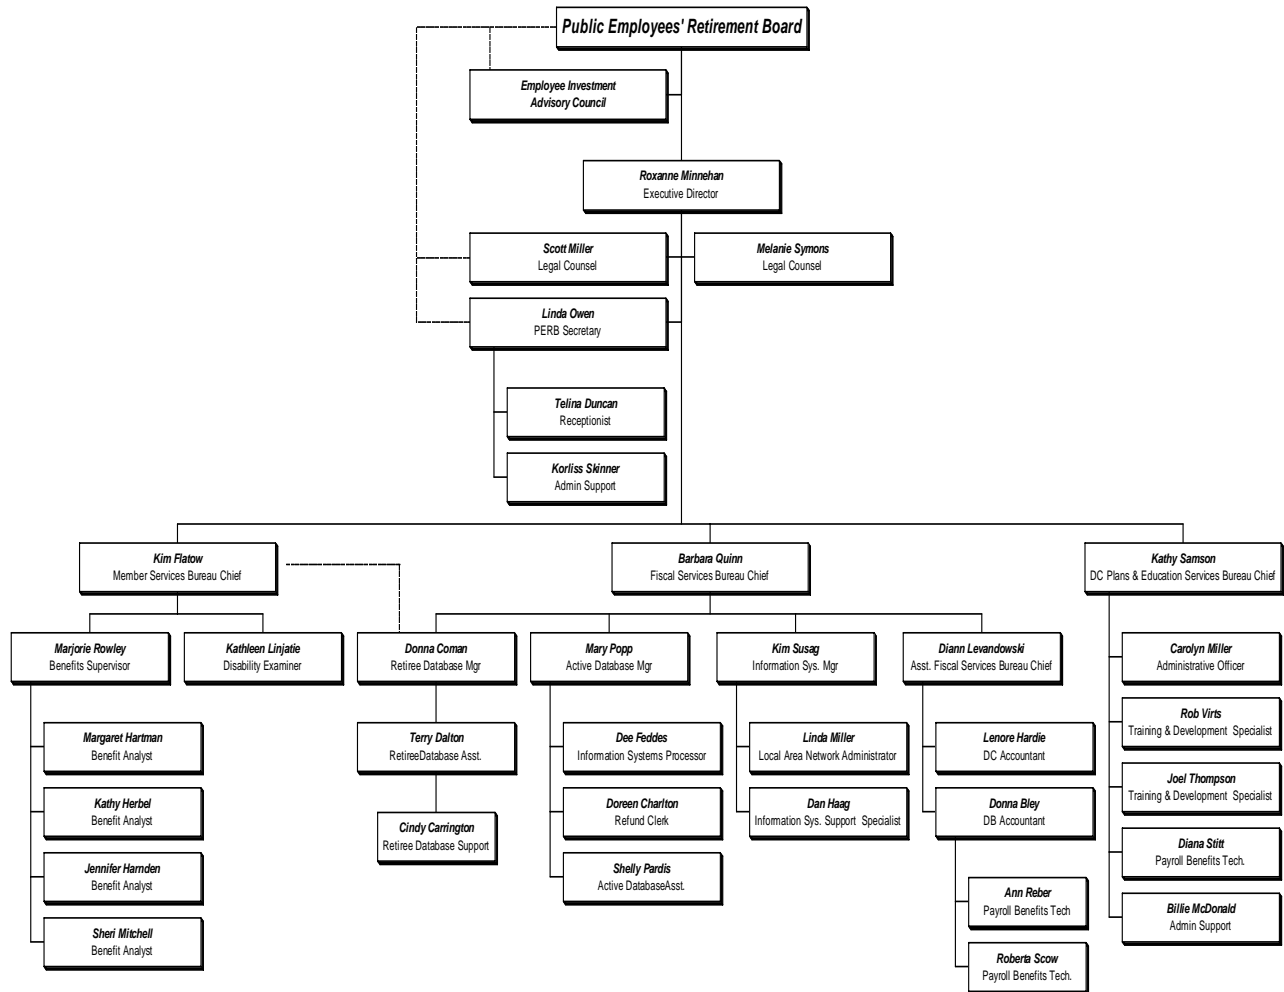 Public Employees' Retirement Board
Employee Investment
Advisory Council
Roxanne Minnehan
Executive Director
Scott Miller
Legal Counsel
Melanie Symons
Legal Counsel
Linda Owen
PERB Secretary
Telina Duncan
Receptionist
Korliss Skinner
Admin Support
Kim Flatow
Member Services Bureau Chief
Barbara Quinn
Fiscal Services Bureau Chief
Kathy Samson
DC Plans & Education Services Bureau Chief
Marjorie Rowley
Benefits Supervisor
Kathleen Linjatie
Disability Examiner
Donna Coman
Retiree Database Mgr
Mary Popp
Active Database Mgr
Kim Susag
Information Sys. Mgr
Diann Levandowski
Asst. Fiscal Services Bureau Chief
Margaret Hartman
Benefit Analyst
Kathy Herbel
Benefit Analyst
Jennifer Harnden
Benefit Analyst
Sheri Mitchell
Benefit Analyst
Terry Dalton
RetireeDatabase Asst.
Cindy Carrington
Retiree Database Support
Dee Feddes
Information Systems Processor
Doreen Charlton
Refund Clerk
Shelly Pardis
Active DatabaseAsst.
Linda Miller
Local Area Network Administrator
Dan Haag
Information Sys. Support Specialist
Lenore Hardie
DC Accountant
Donna Bley
DB Accountant
Ann Reber
Payroll Benefits Tech
Roberta Scow
Payroll Benefits Tech.
Carolyn Miller
Administrative Officer
Rob Virts
Training & Development Specialist
Joel Thompson
Training & Development Specialist
Diana Stitt
Payroll Benefits Tech.
Billie McDonald
Admin Support